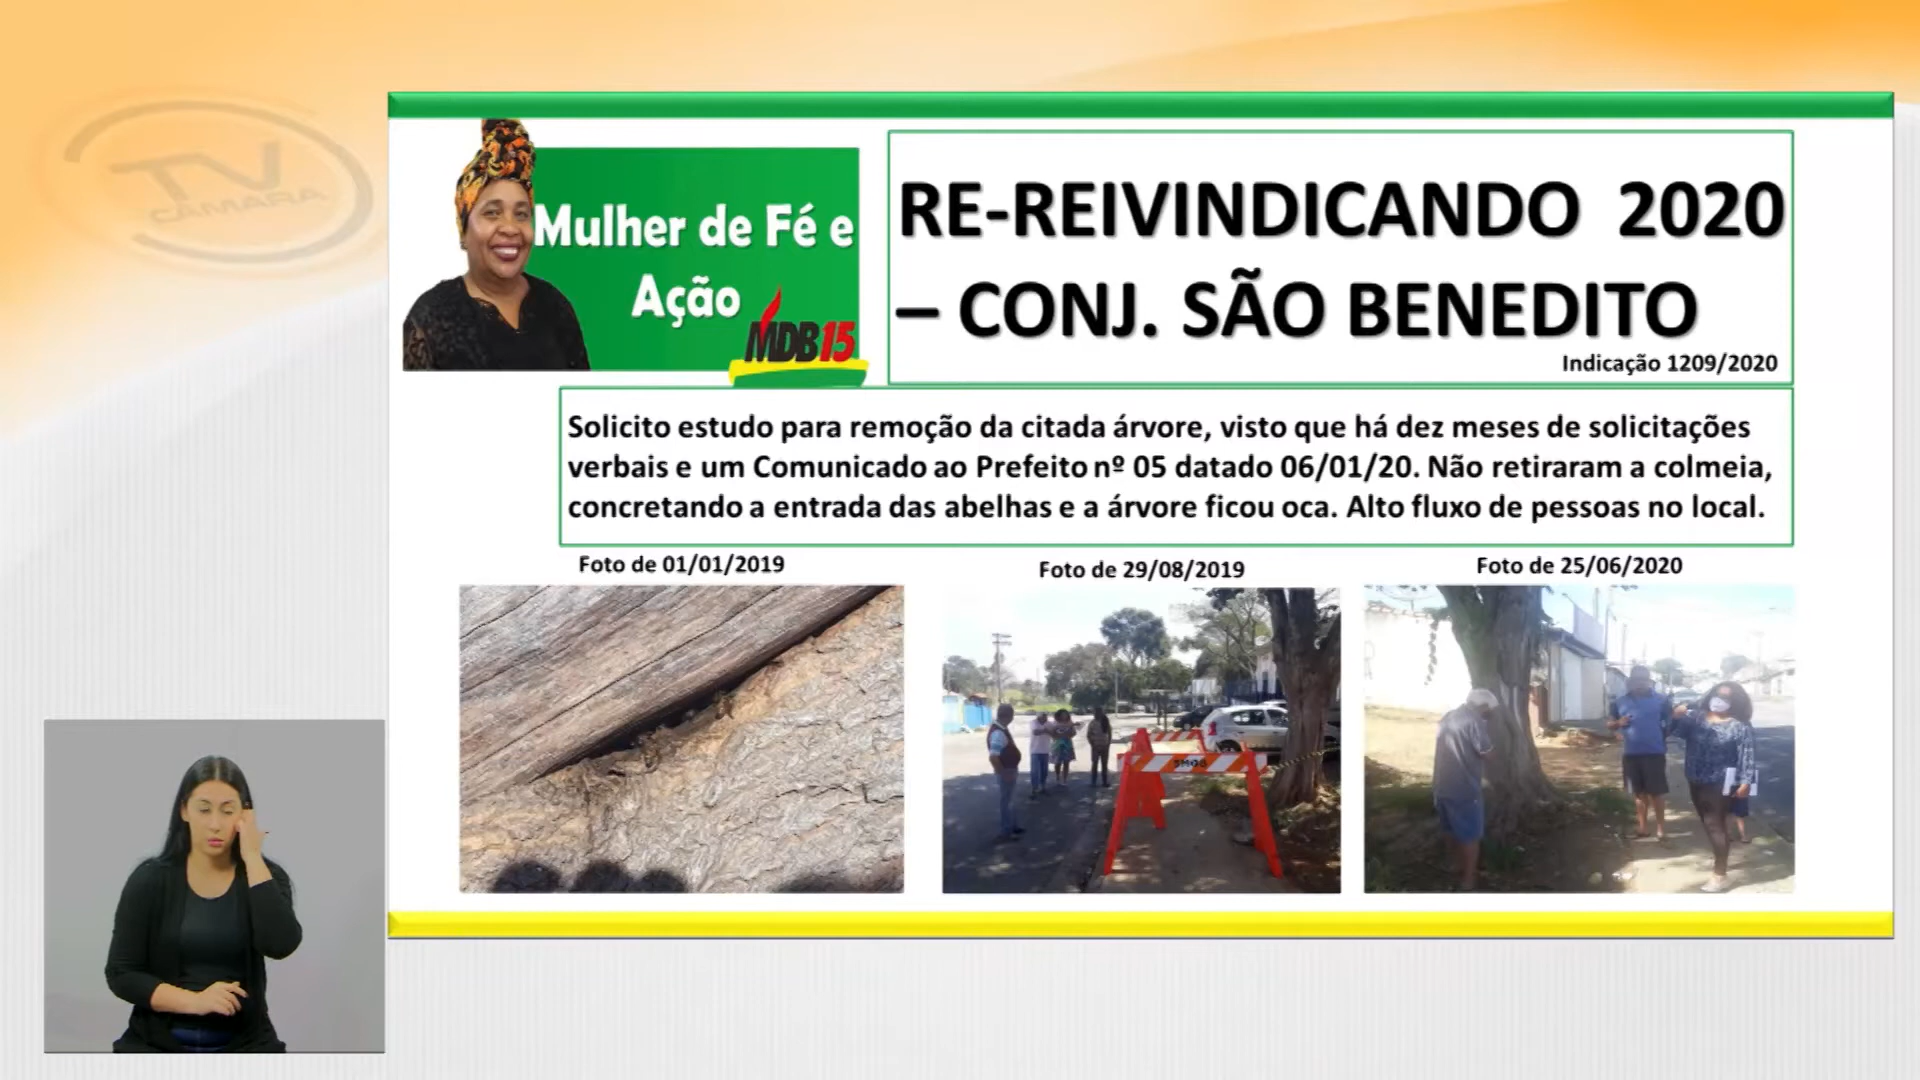 TV
CÂMARA
Mulher de Fé e
Ação
MDB15
RE-REIVINDICANDO 2020
– CONJ. SÃO BENEDITO
Indicação 1209/2020
Solicito estudo para remoção da citada árvore, visto que há dez meses de solicitações
verbais e um Comunicado ao Prefeito nº 05 datado 06/01/20. Não retiraram a colmeia,
concretando a entrada das abelhas e a árvore ficou oca. Alto fluxo de pessoas no local.
Foto de 01/01/2019
Foto de 29/08/2019
Foto de 25/06/2020